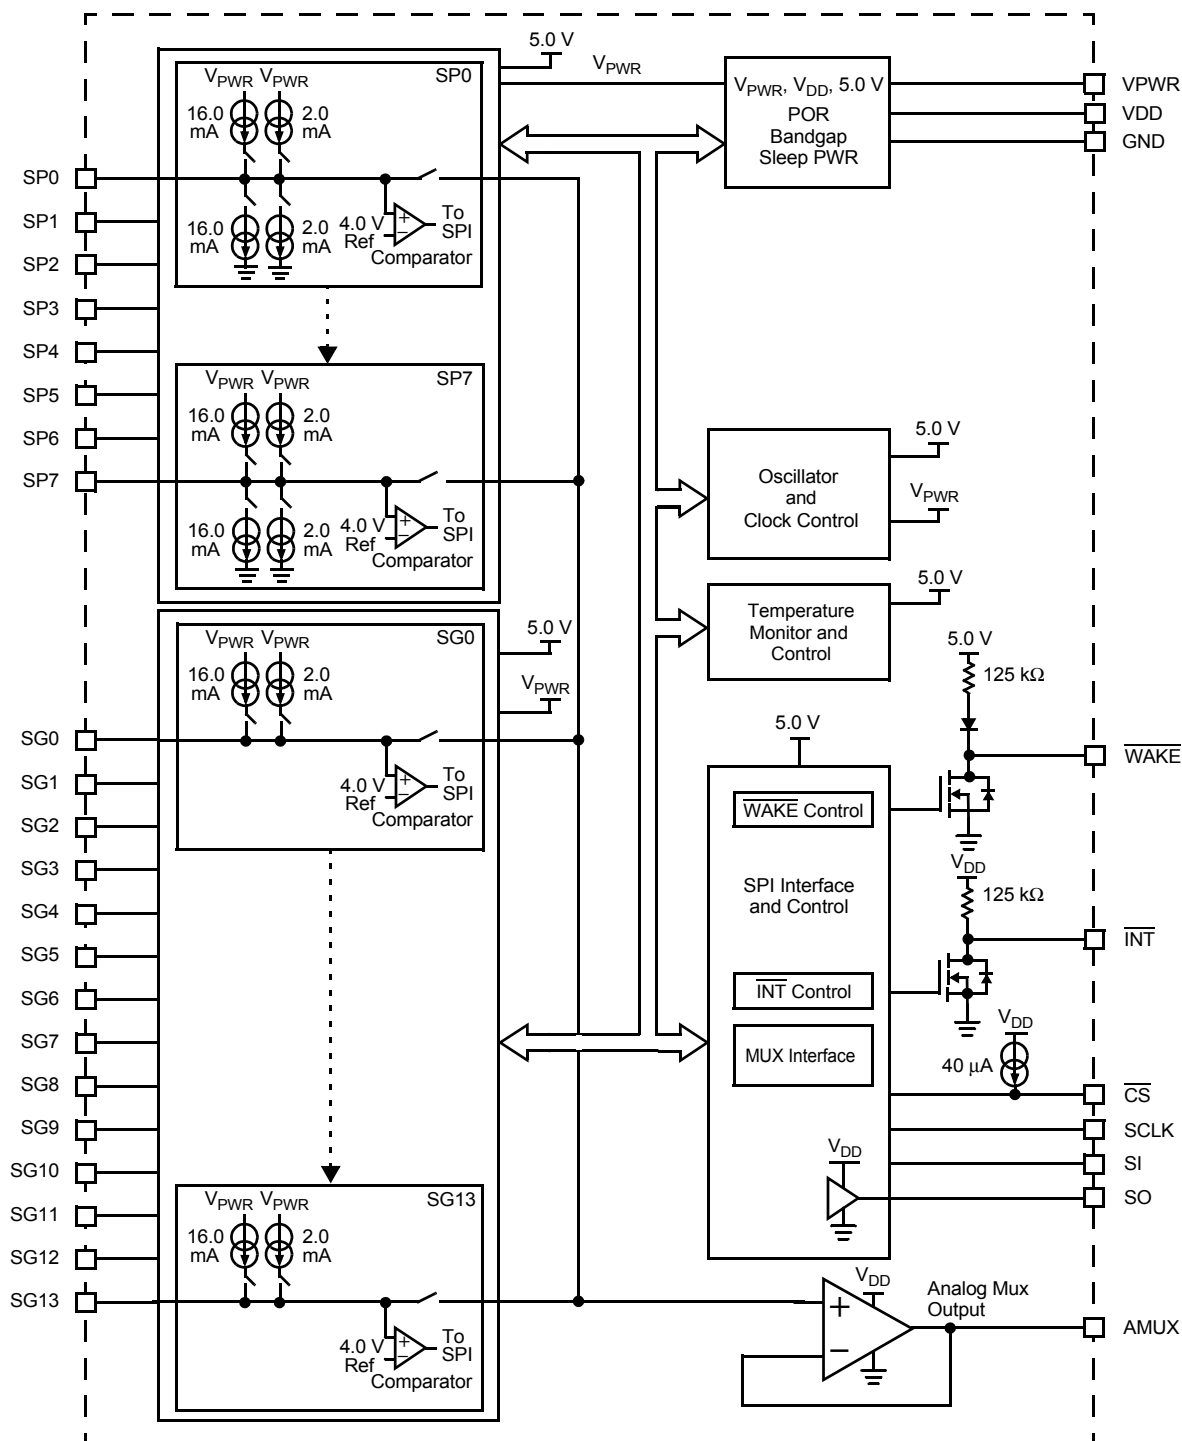 5.0 V
VPWR
SP0
VPWR VPWR
16.0 mA
2.0 mA
16.0 mA
2.0 mA
4.0 V Ref
+
−
To SPI
Comparator
VPWR, VDD, 5.0 V
POR
Bandgap
Sleep PWR
VPWR
VDD
GND
SP0
SP1
SP2
SP3
SP4
SP5
SP6
SP7
SP7
VPWR VPWR
16.0 mA
2.0 mA
16.0 mA
2.0 mA
4.0 V Ref
+
−
To SPI
Comparator
5.0 V
Oscillator
and
Clock Control
VPWR
5.0 V
Temperature
Monitor and
Control
SG0
VPWR VPWR
16.0 mA
2.0 mA
4.0 V Ref
+
−
To SPI
Comparator
5.0 V
VPWR
SG0
SG1
SG2
SG3
SG4
SG5
SG6
SG7
SG8
SG9
SG10
SG11
SG12
SG13
5.0 V
WAKE Control
SPI Interface
and Control
INT Control
MUX Interface
VDD
5.0 V
125 kΩ
WAKE
VDD
125 kΩ
INT
VDD
40 μA
CS
SCLK
SI
SO
SG13
VPWR VPWR
16.0 mA
2.0 mA
4.0 V Ref
+
−
To SPI
Comparator
+
−
VDD
Analog Mux
Output
AMUX